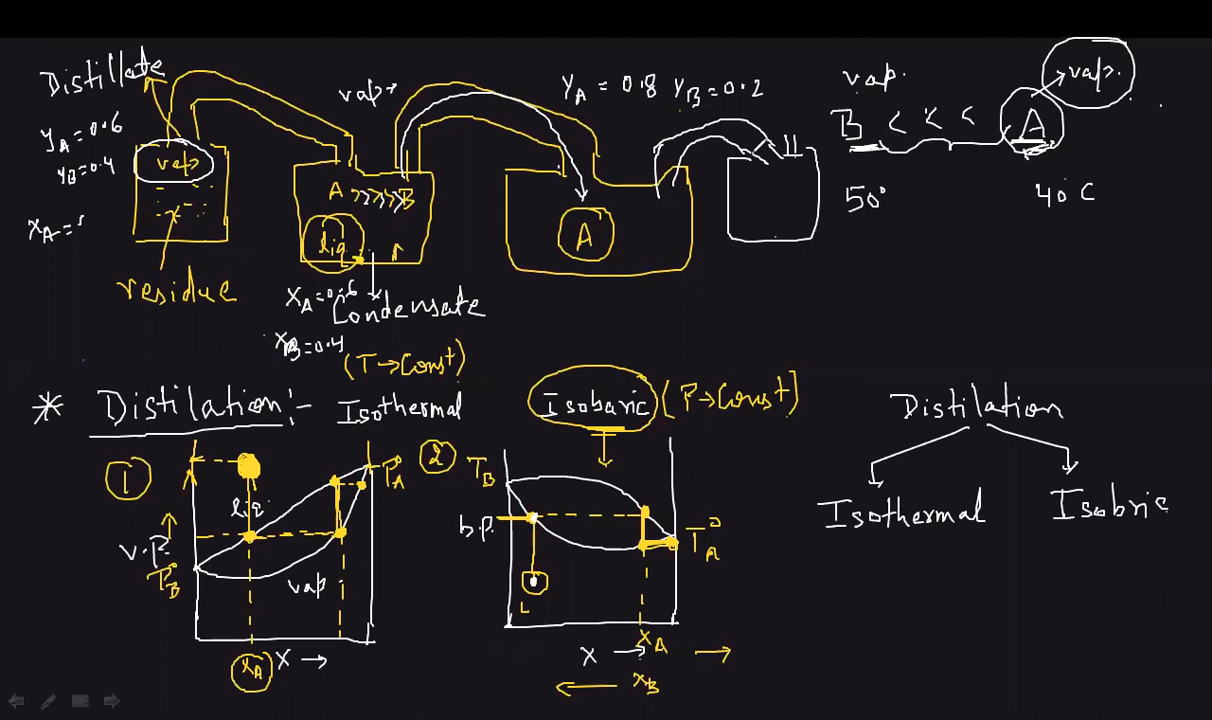 Distillate
yA = 0.6
yB = 0.4
vap
residue
vap
A >>>>> B
liq
xA = 0.6
xB = 0.4
Condensate
yA = 0.8 yB = 0.2
A
vap.
B < < < A
vap.
50° 40° C
* Distilation :- Isothermal
(T → Const)
Isobaric (P → Const)
Distilation
Isothermal Isobric
1
liq
V.P.
P°A
vap
xA
X →
2
TB
b.p.
T°A
L
X →
xA
xB